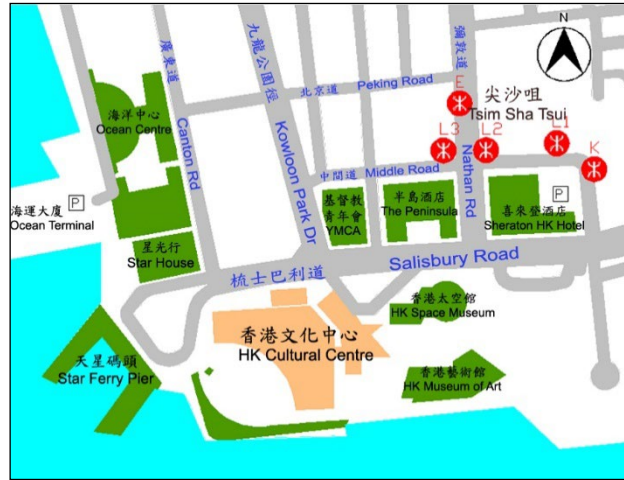 N
彌敦道
九龍公園徑
廣東道
E
Peking Road
北京道
尖沙咀
Tsim Sha Tsui
海洋中心
Ocean Centre
Canton Rd
Kowloon Park Dr
L3
L2
L1
K
Nathan Rd
中間道 Middle Road
P
海運大廈
Ocean Terminal
基督教
青年會
YMCA
半島酒店
The Peninsula
P
喜來登酒店
Sheraton HK Hotel
星光行
Star House
梳士巴利道
Salisbury Road
香港太空館
HK Space Museum
香港文化中心
HK Cultural Centre
天星碼頭
Star Ferry Pier
香港藝術館
HK Museum of Art